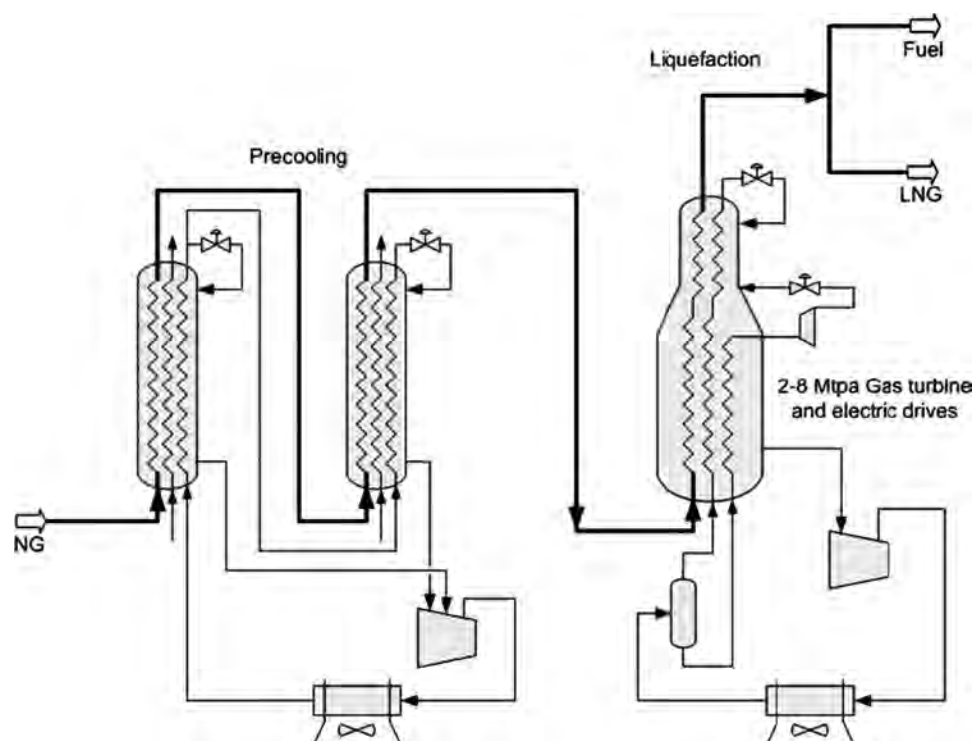 Fuel
Liquefaction
Precooling
LNG
2-8 Mtpa Gas turbine
and electric drives
NG